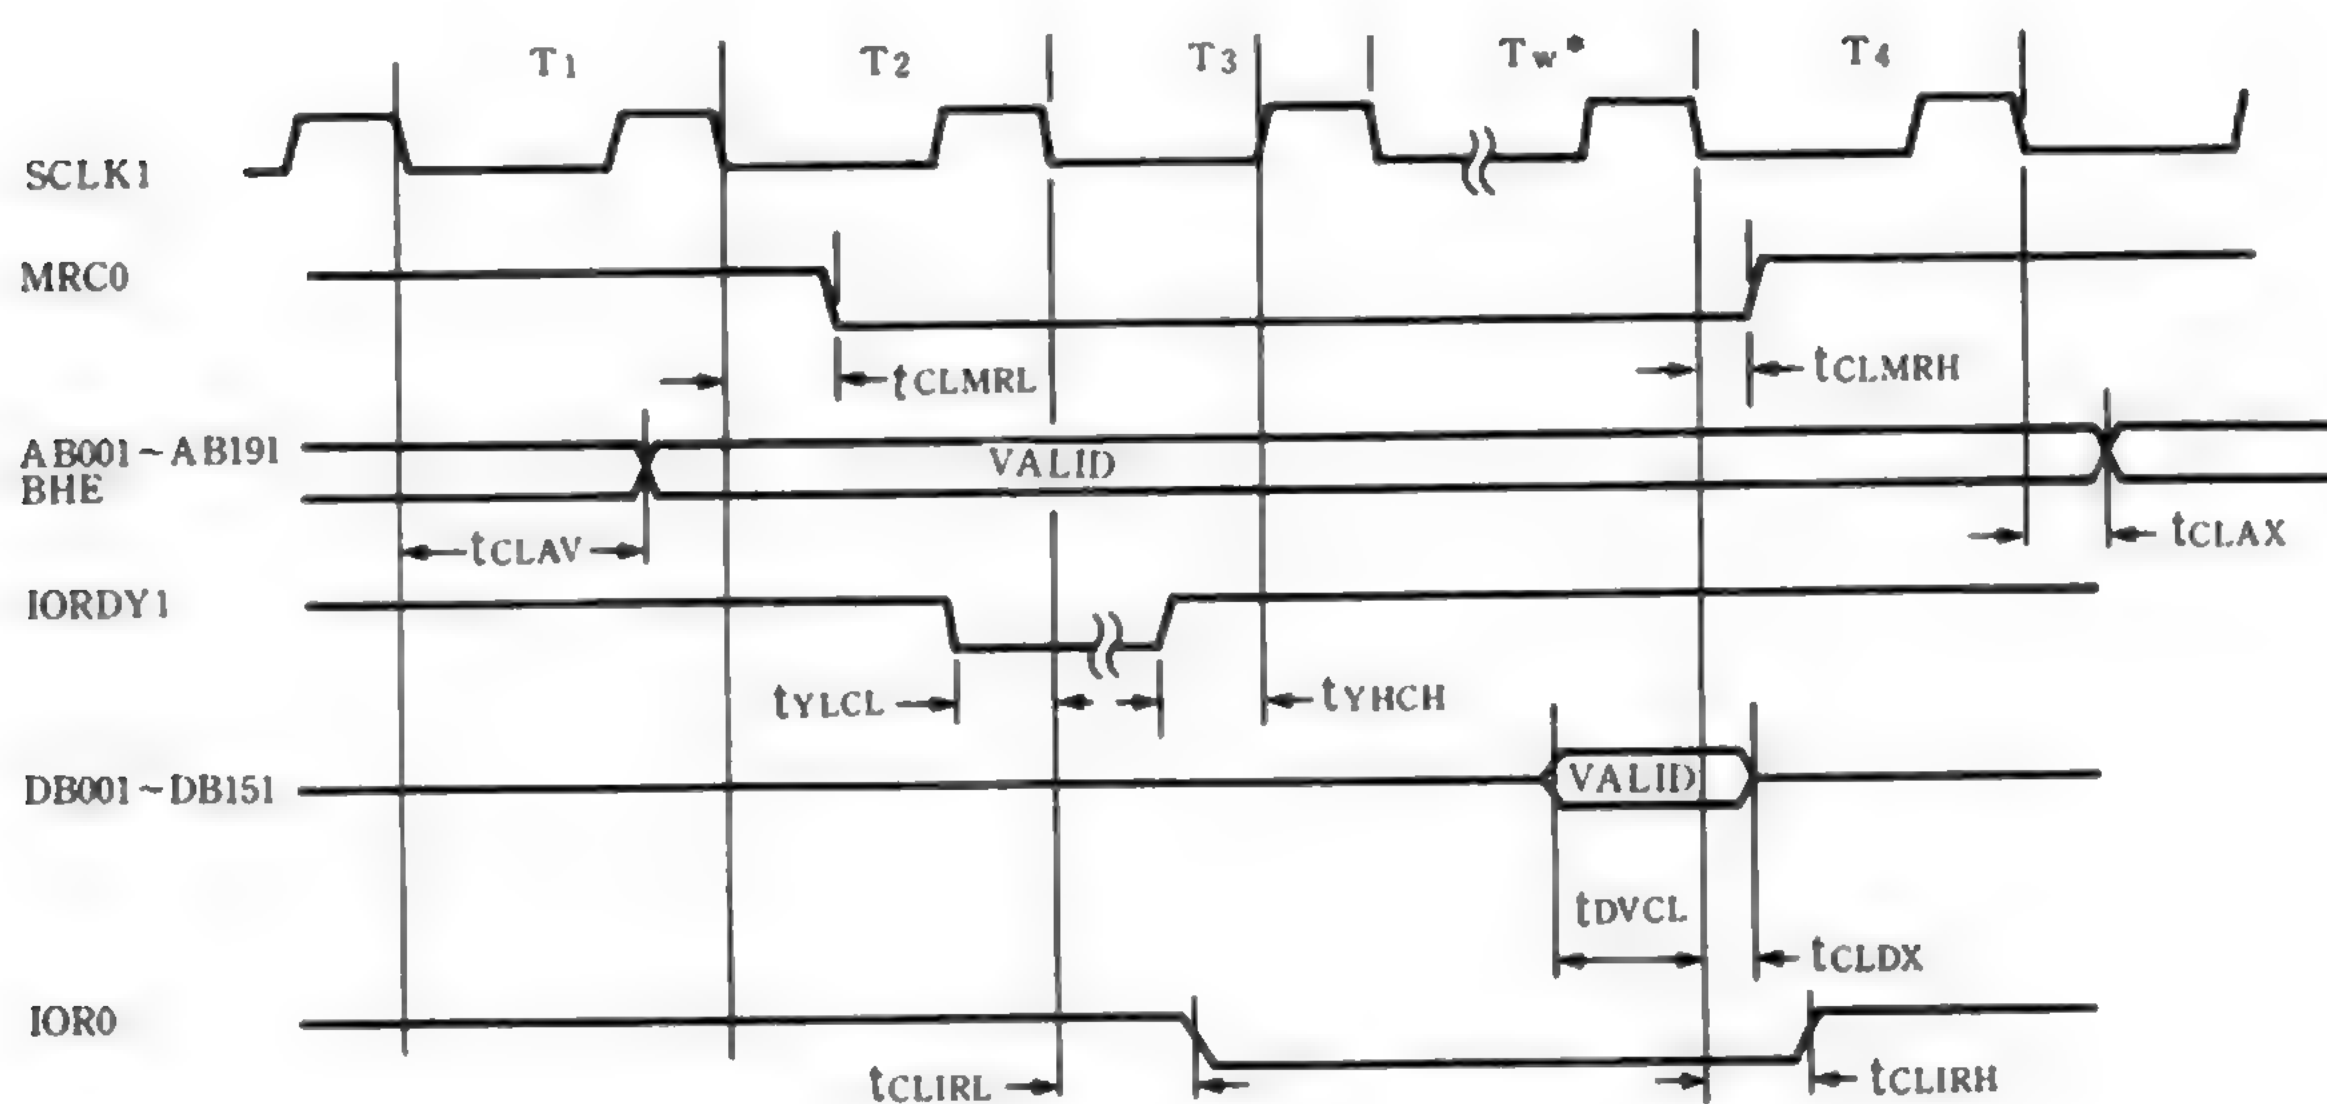 T1 T2 T3 Tw* T4
SCLK1
MRC0
tCLMRL tCLMRH
AB001~AB191
BHE
VALID
tCLAV tCLAX
IORDY1
tYLCL tYHCH
DB001~DB151 VALID
tDVCL
tCLDX
IOR0
tCLIRL tCLIRH